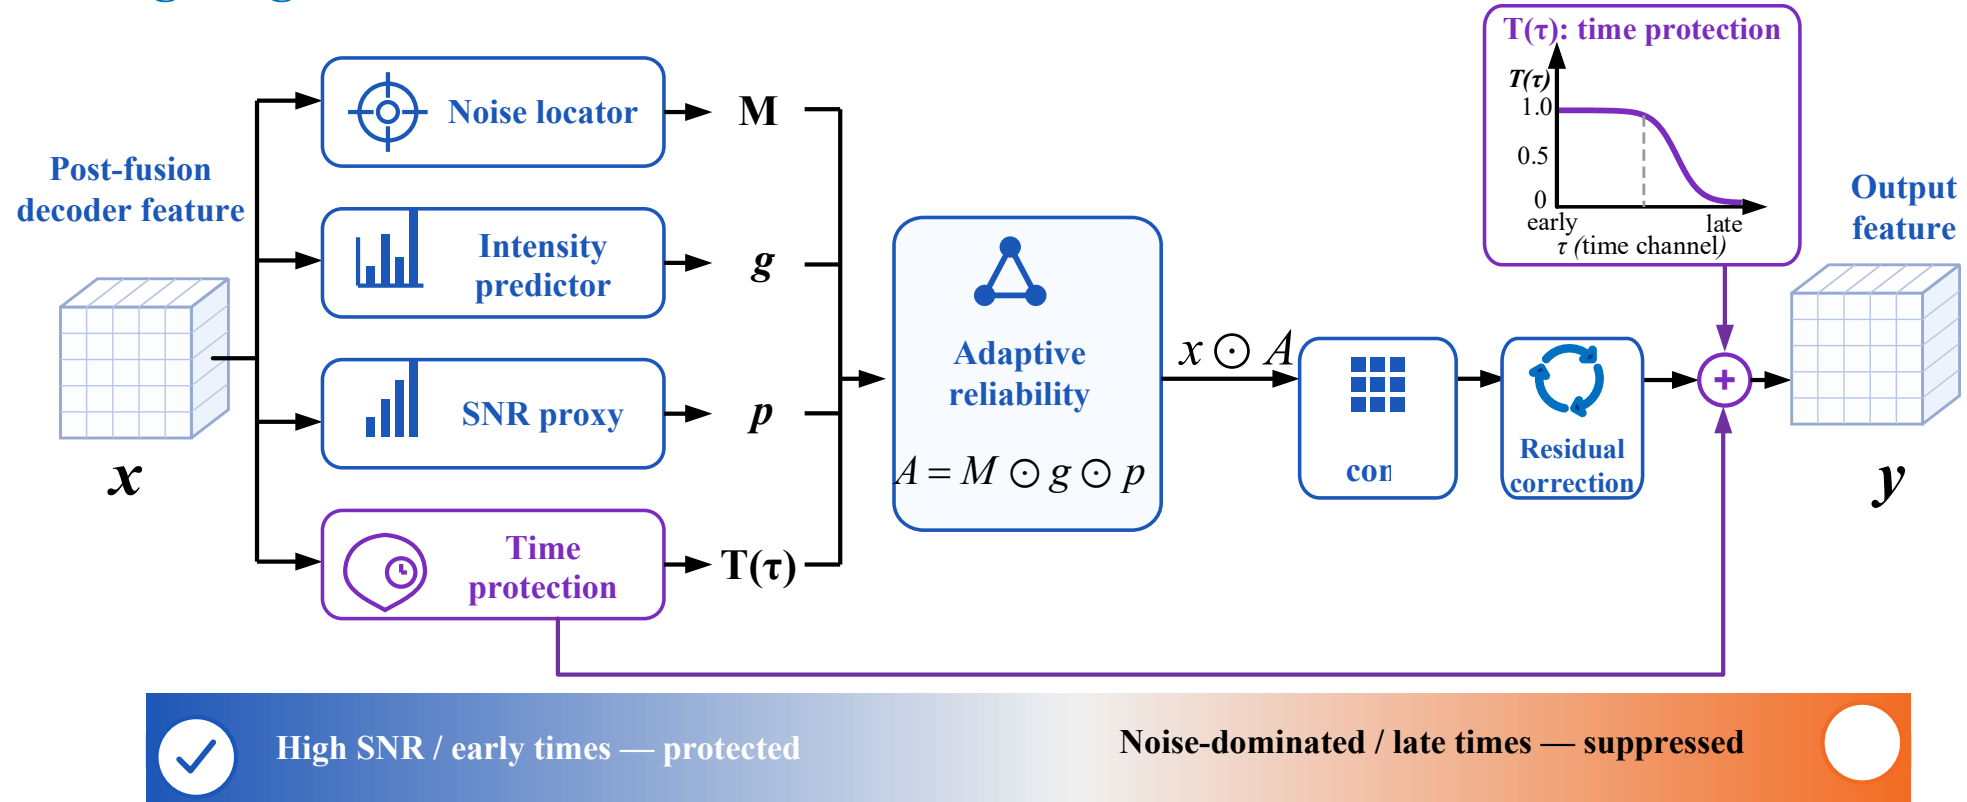 Post-fusion
decoder feature
x
Noise locator
M
Intensity
predictor
g
SNR proxy
p
Time
protection
T(τ)
Adaptive
reliability
A = M ⊙ g ⊙ p
x ⊙ A
con
Residual
correction
T(τ): time protection
T(τ)
1.0
0.5
0
early
late
τ (time channel)
+
Output
feature
y
High SNR / early times — protected
Noise-dominated / late times — suppressed